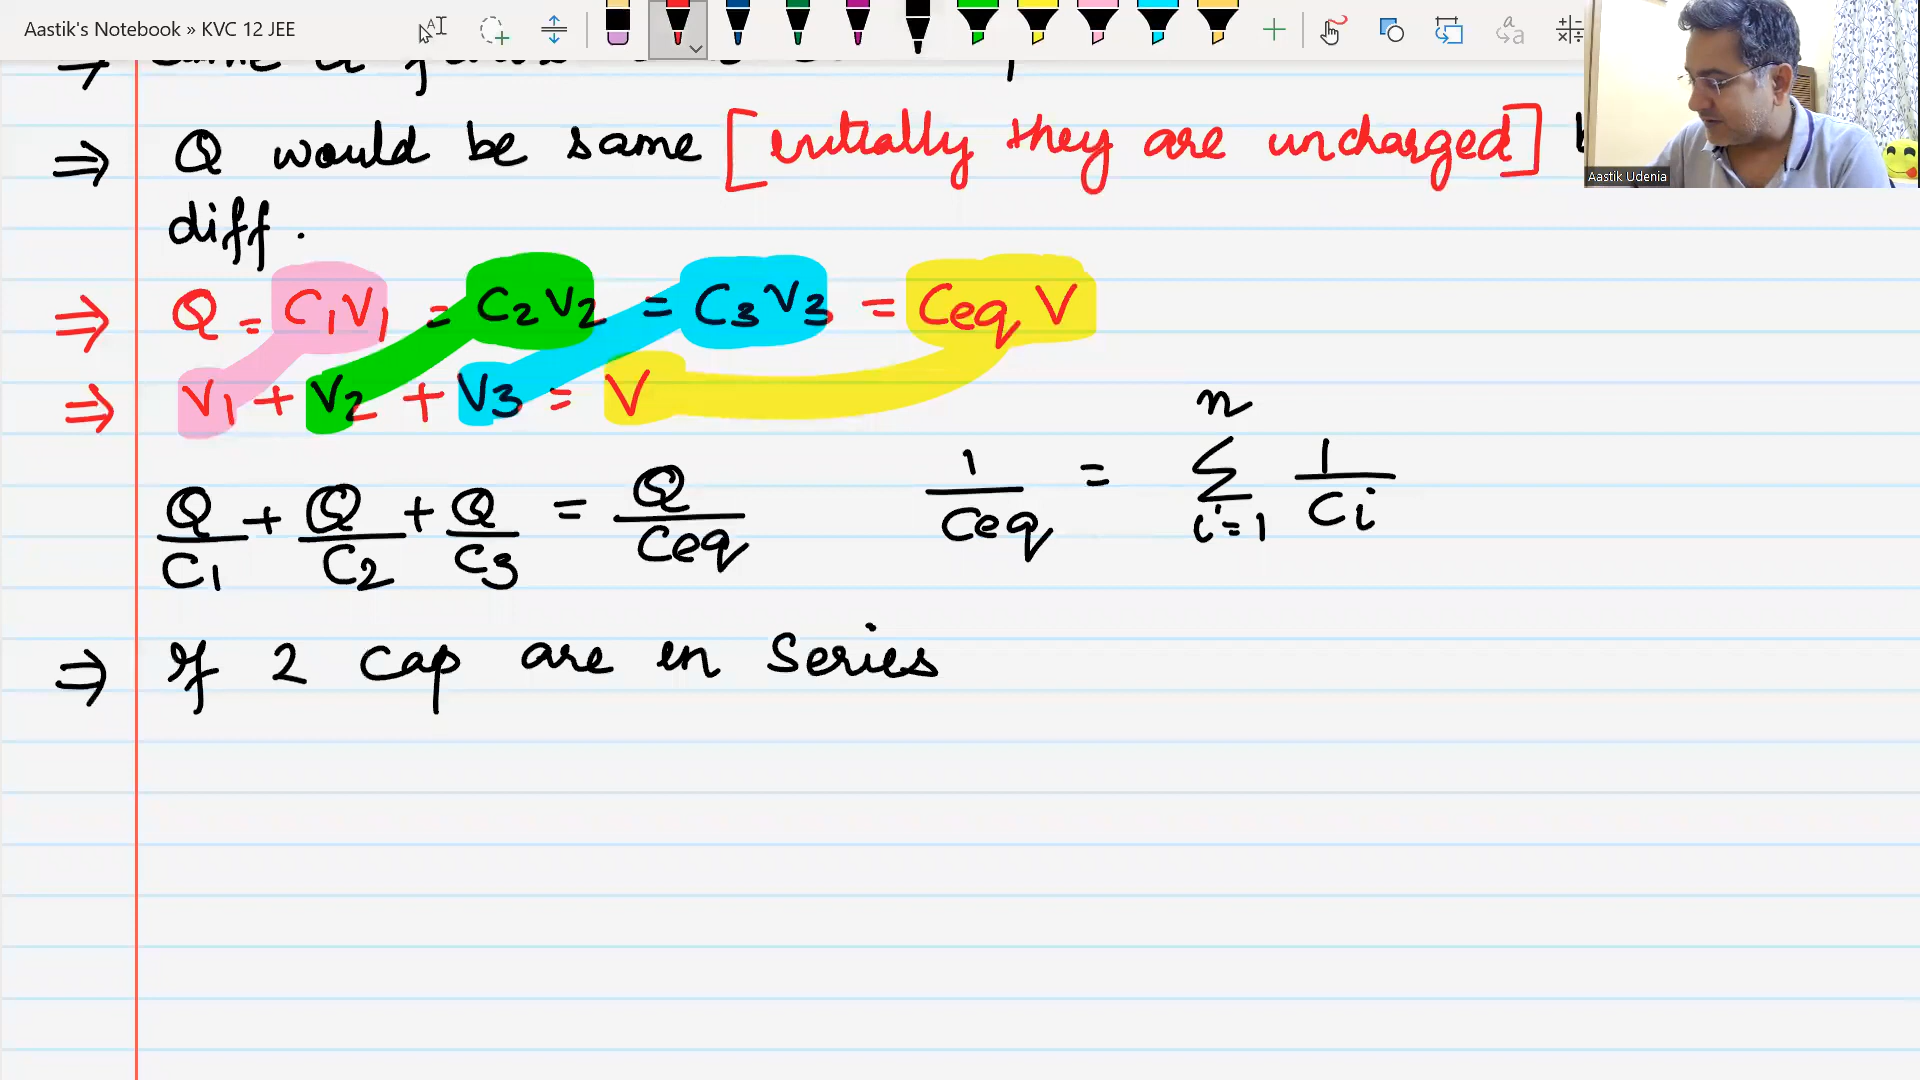 Aastik's Notebook » KVC 12 JEE
⇒ Q would be same [initially they are uncharged]
diff.
⇒ Q = C₁V₁ = C₂V₂ = C₃V₃ = Ceq V
⇒ V₁ + V₂ + V₃ = V
Q/C₁ + Q/C₂ + Q/C₃ = Q/Ceq
1/Ceq = n Σ i=1 1/Ci
⇒ If 2 Cap are in Series
Aastik Udenia